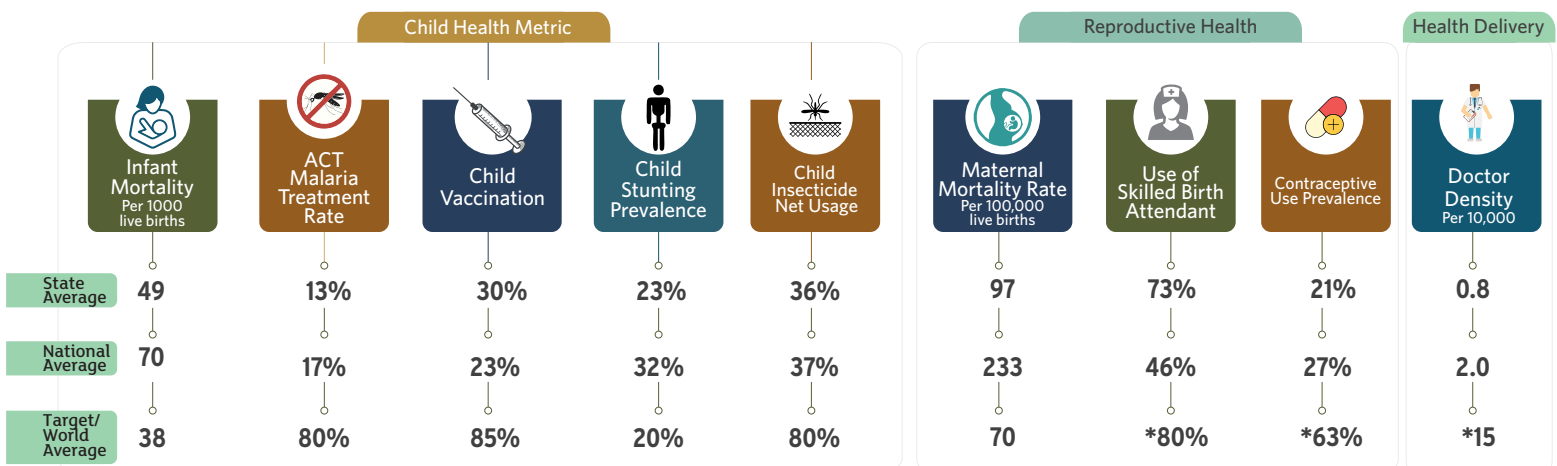 Child Health Metric
Reproductive Health
Health Delivery
Infant
Mortality
Per 1000
live births
ACT
Malaria
Treatment
Rate
Child
Vaccination
Child
Stunting
Prevalence
Child
Insecticide
Net Usage
Maternal
Mortality Rate
Per 100,000
live births
Use of
Skilled Birth
Attendant
Contraceptive
Use Prevalence
Doctor
Density
Per 10,000
State
Average
49 13% 30% 23% 36% 97 73% 21% 0.8
National
Average
70 17% 23% 32% 37% 233 46% 27% 2.0
Target/
World
Average
38 80% 85% 20% 80% 70 *80% *63% *15